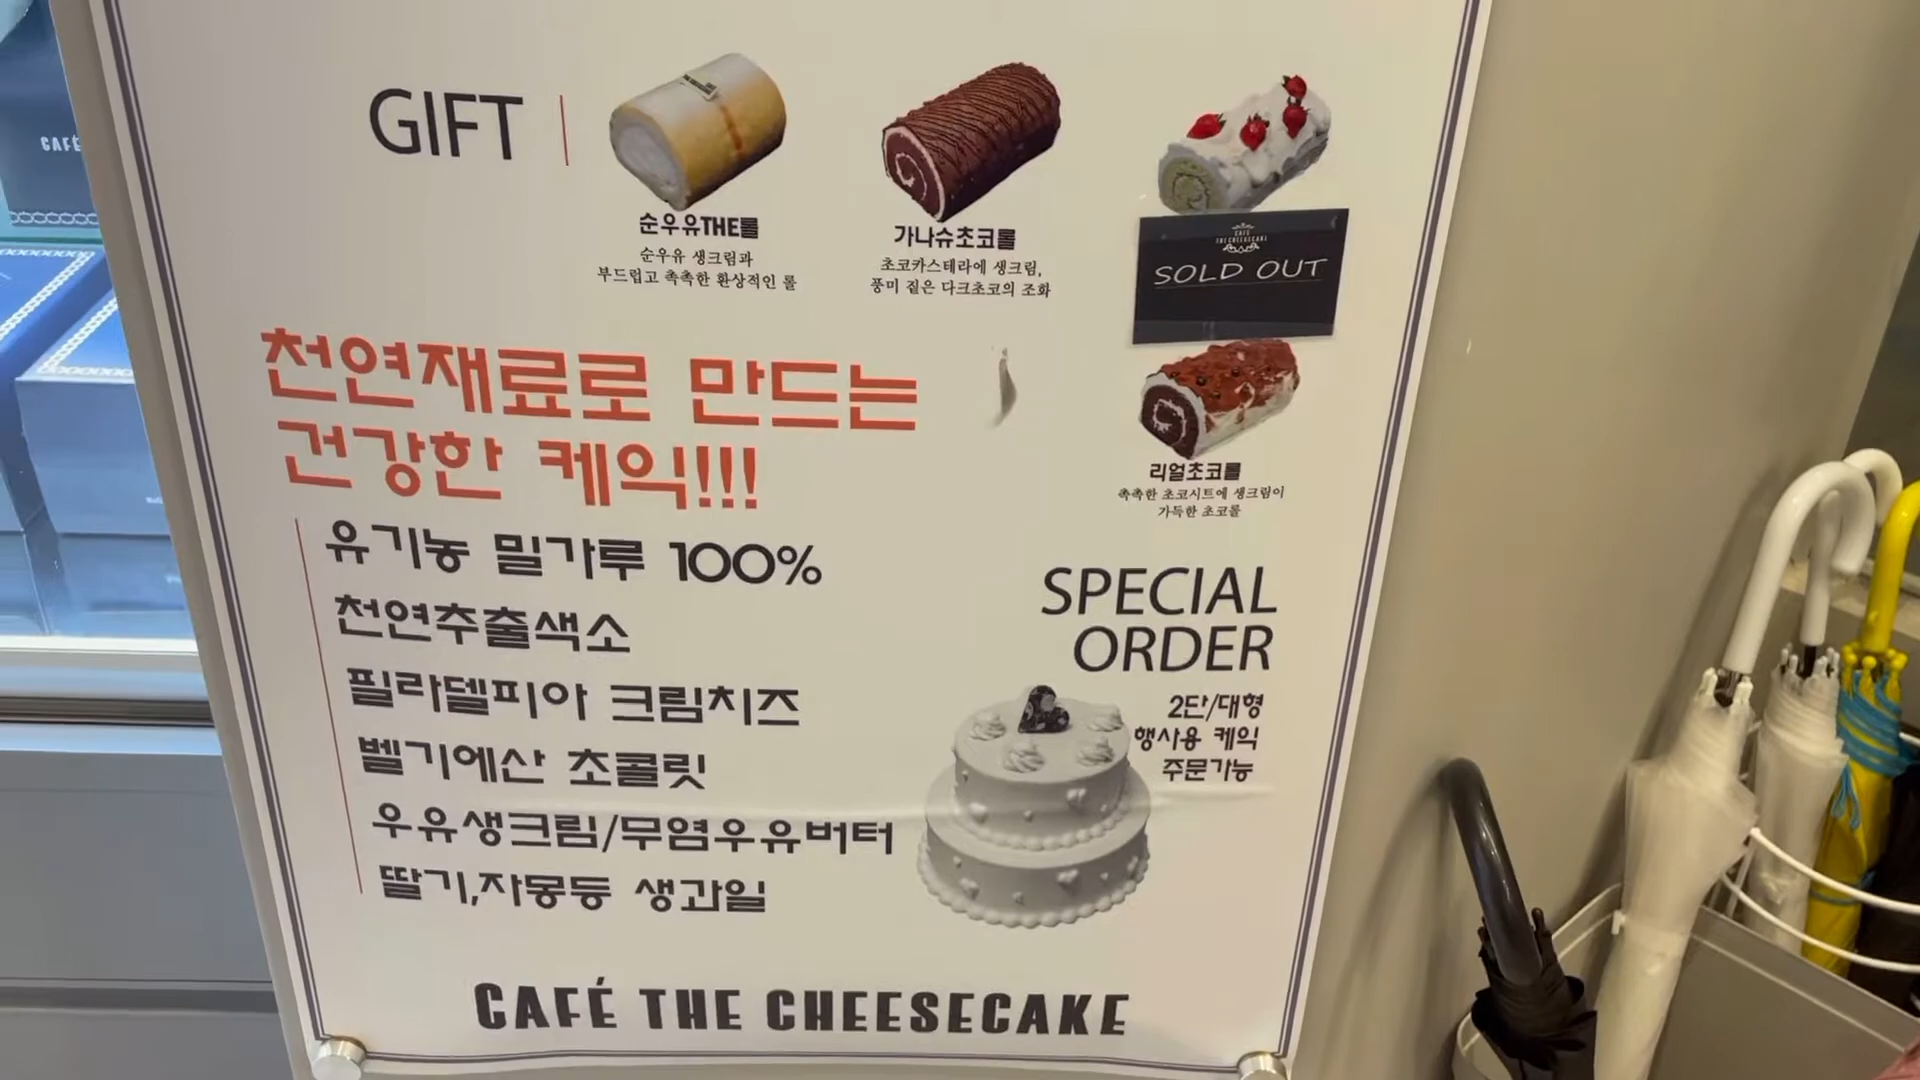 CAFÉ
GIFT
순우유THE롤
순우유 생크림과
부드럽고 촉촉한 환상적인 롤
가나슈초코롤
초코카스테라에 생크림,
풍미 짙은 다크초코의 조화
CAFÉ
THE CHEESECAKE
SOLD OUT
리얼초코롤
촉촉한 초코시트에 생크림이
가득한 초코롤
천연재료로 만드는
건강한 케익!!!
유기농 밀가루 100%
천연추출색소
필라델피아 크림치즈
벨기에산 초콜릿
우유생크림/무염우유버터
딸기,자몽등 생과일
SPECIAL
ORDER
2단/대형
행사용 케익
주문가능
CAFÉ THE CHEESECAKE